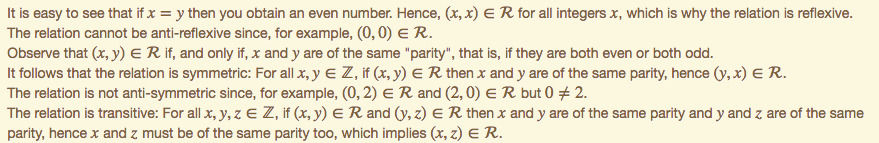 It is easy to see that if x = y then you obtain an even number. Hence, (x, x) ∈ ℛ for all integers x, which is why the relation is reflexive.
The relation cannot be anti-reflexive since, for example, (0, 0) ∈ ℛ.
Observe that (x, y) ∈ ℛ if, and only if, x and y are of the same "parity", that is, if they are both even or both odd.
It follows that the relation is symmetric: For all x, y ∈ ℤ, if (x, y) ∈ ℛ then x and y are of the same parity, hence (y, x) ∈ ℛ.
The relation is not anti-symmetric since, for example, (0, 2) ∈ ℛ and (2, 0) ∈ ℛ but 0 ≠ 2.
The relation is transitive: For all x, y, z ∈ ℤ, if (x, y) ∈ ℛ and (y, z) ∈ ℛ then x and y are of the same parity and y and z are of the same
parity, hence x and z must be of the same parity too, which implies (x, z) ∈ ℛ.